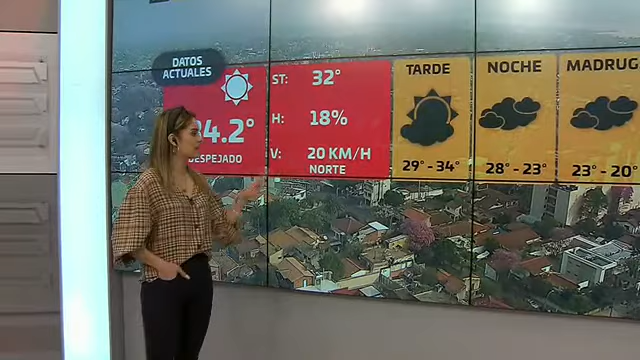 DATOS
ACTUALES
4.2°
DESPEJADO
ST: 32°
H: 18%
V: 20 KM/H
NORTE
TARDE
29°- 34°
NOCHE
28°- 23°
MADRUG
23°- 20°